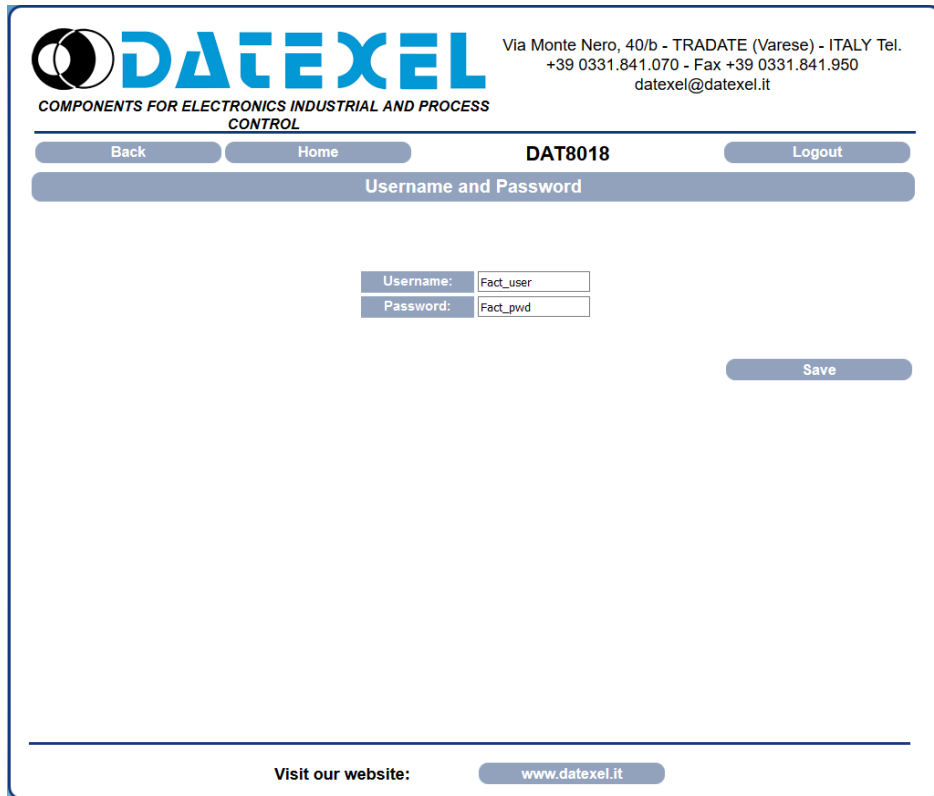 DATEXEL
COMPONENTS FOR ELECTRONICS INDUSTRIAL AND PROCESS
CONTROL
Via Monte Nero, 40/b - TRADATE (Varese) - ITALY Tel.
+39 0331.841.070 - Fax +39 0331.841.950
datexel@datexel.it
Back Home DAT8018 Logout
Username and Password
Username: Fact_user
Password: Fact_pwd
Save
Visit our website: www.datexel.it